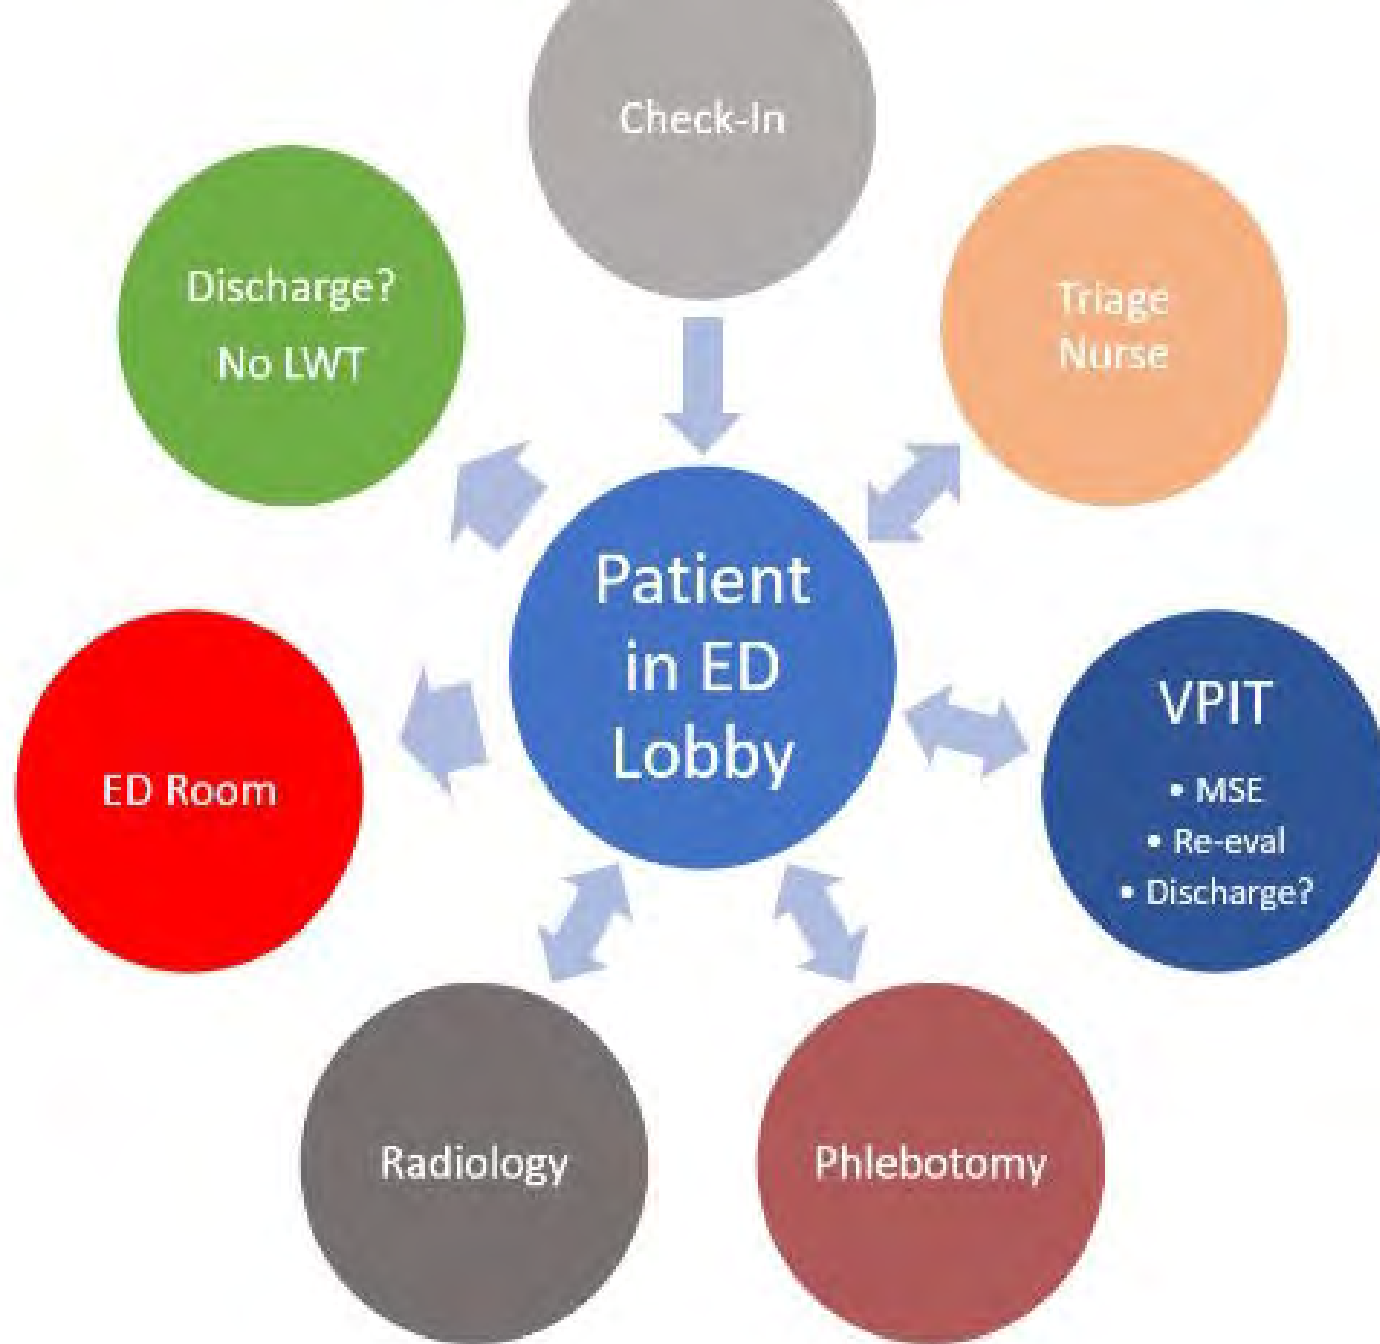 Check-In
Discharge?
No LWT
Triage
Nurse
Patient
in ED
Lobby
VPIT
• MSE
• Re-eval
• Discharge?
ED Room
Radiology
Phlebotomy